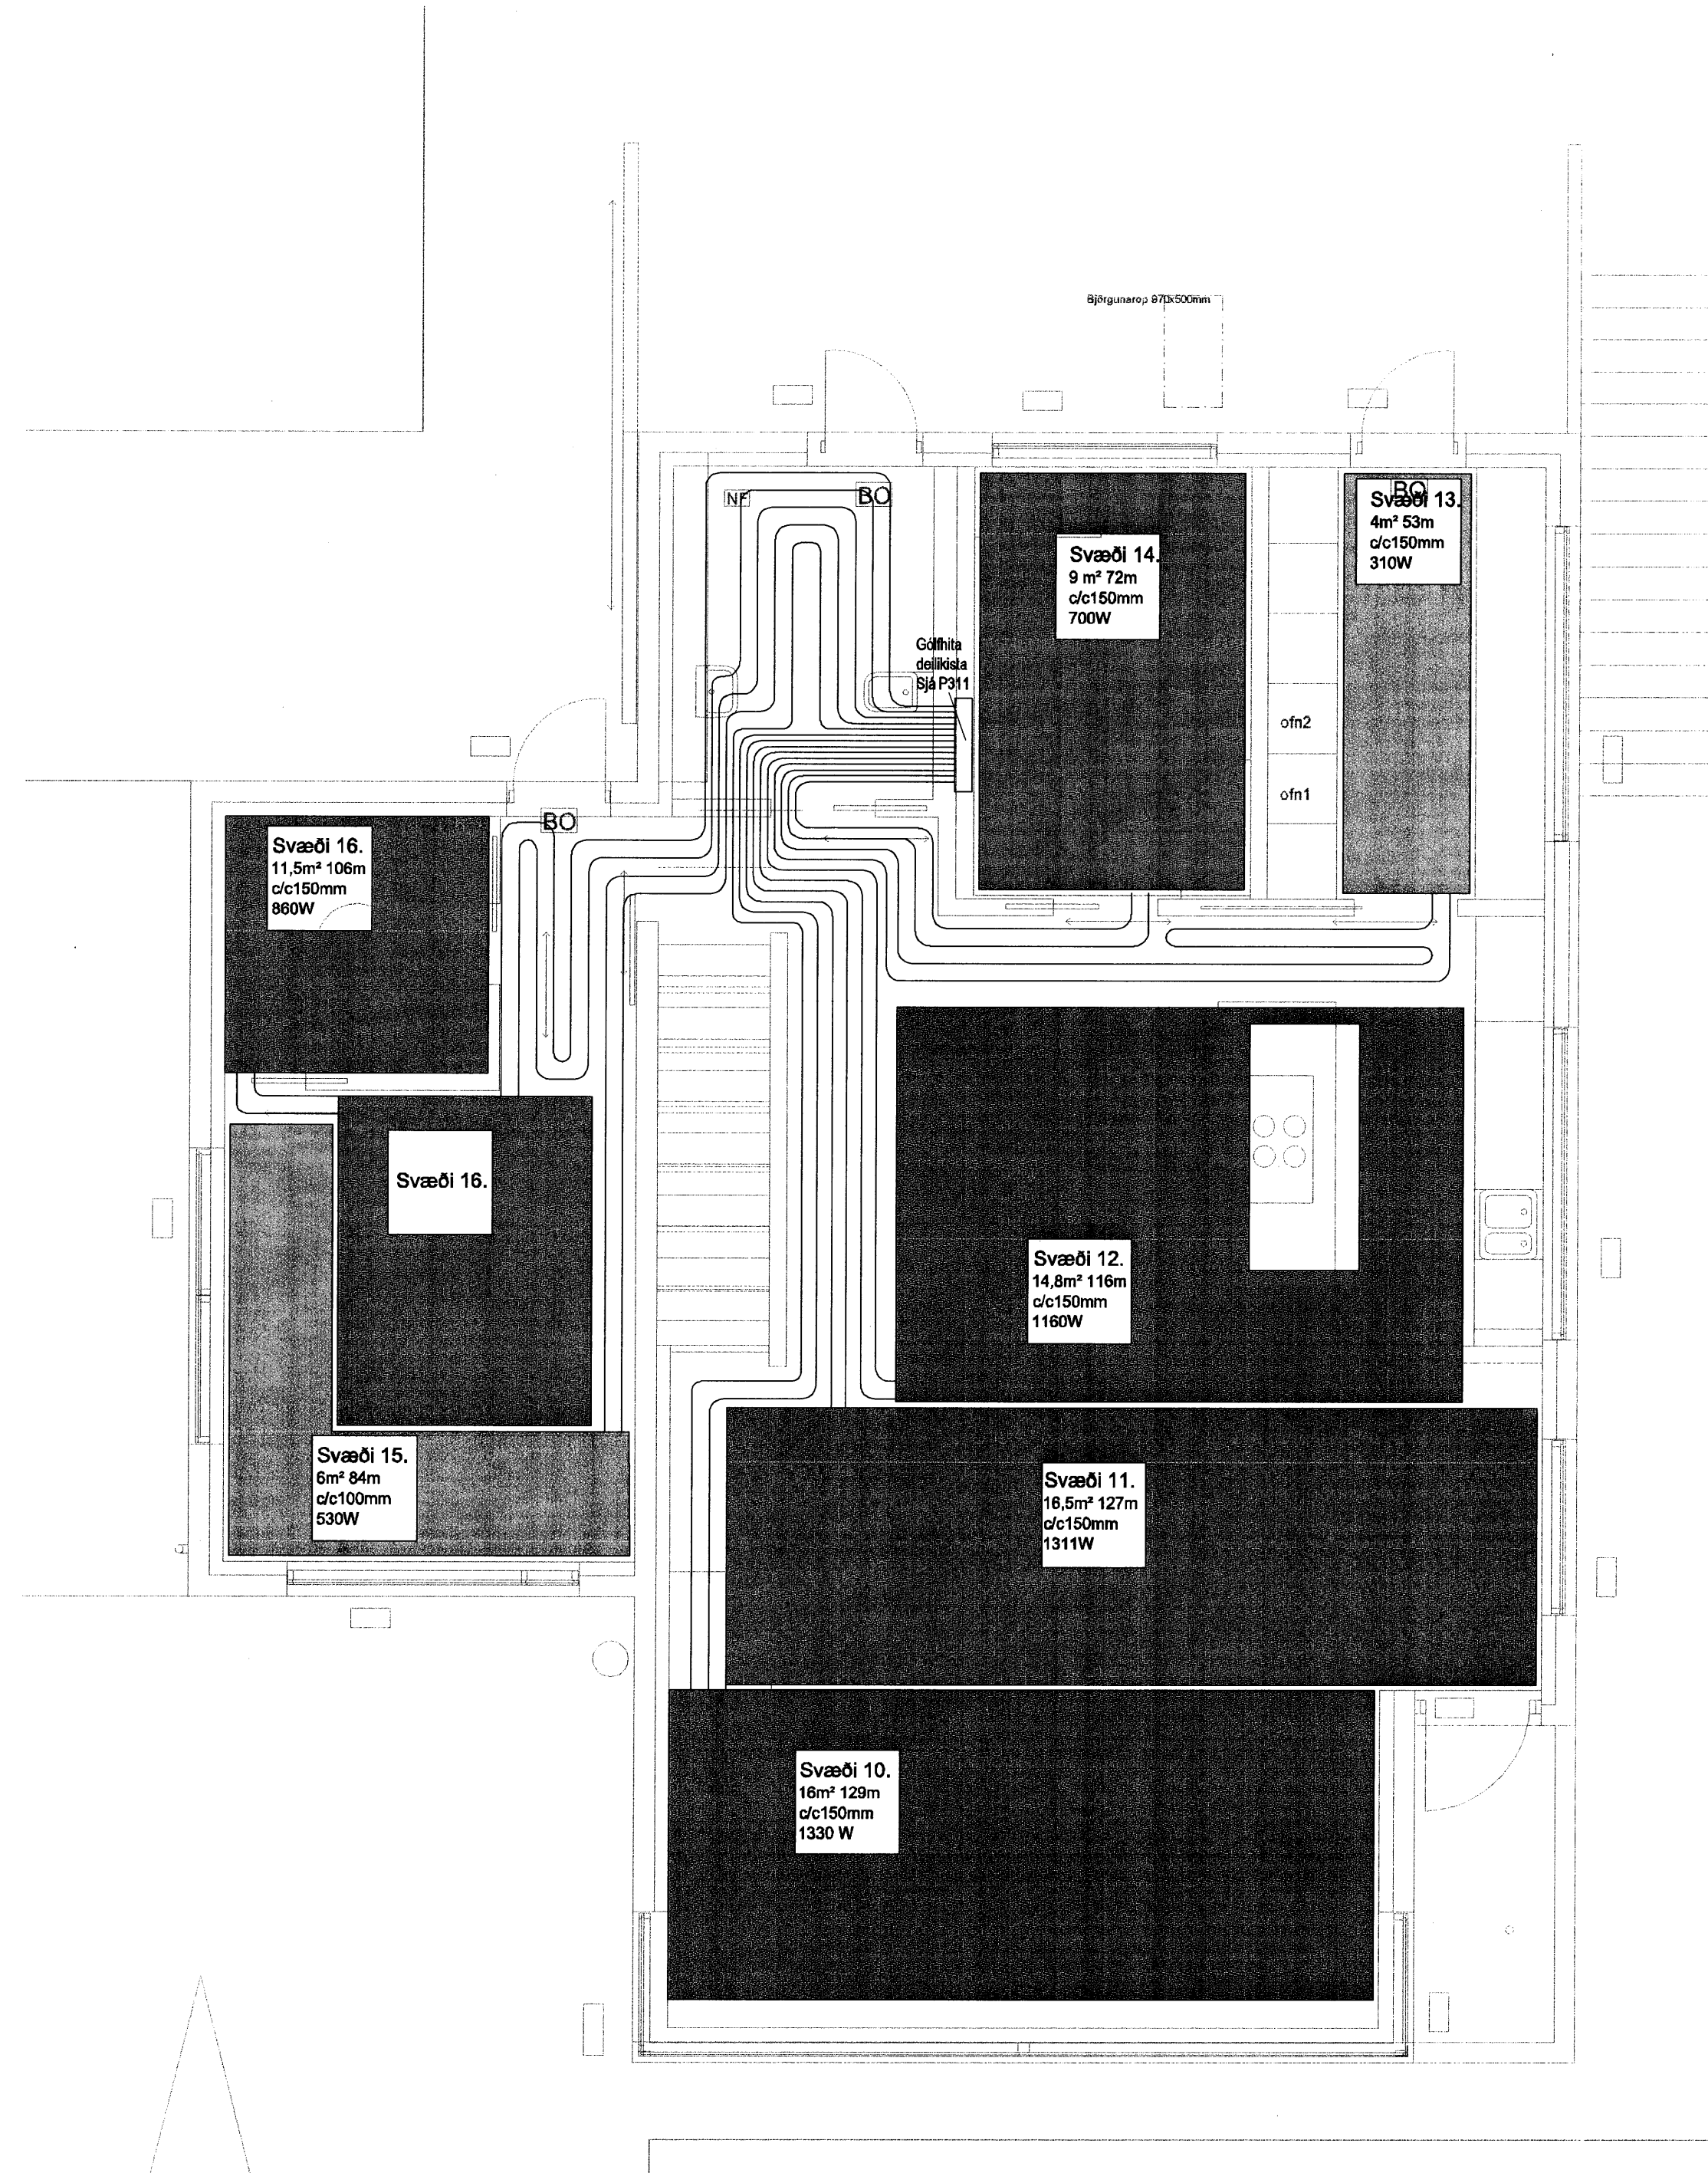 Björgunarop 870x500mm
NF
BO
BO
Svæði 13.
4m² 53m
c/c150mm
310W
Svæði 14.
9 m² 72m
c/c150mm
700W
Gólfhita
deilikista
Sjá P311
ofn2
ofn1
BO
Svæði 16.
11,5m² 106m
c/c150mm
860W
Svæði 16.
Svæði 12.
14,8m² 116m
c/c150mm
1160W
Svæði 15.
6m² 84m
c/c100mm
530W
Svæði 11.
16,5m² 127m
c/c150mm
1311W
Svæði 10.
16m² 129m
c/c150mm
1330 W